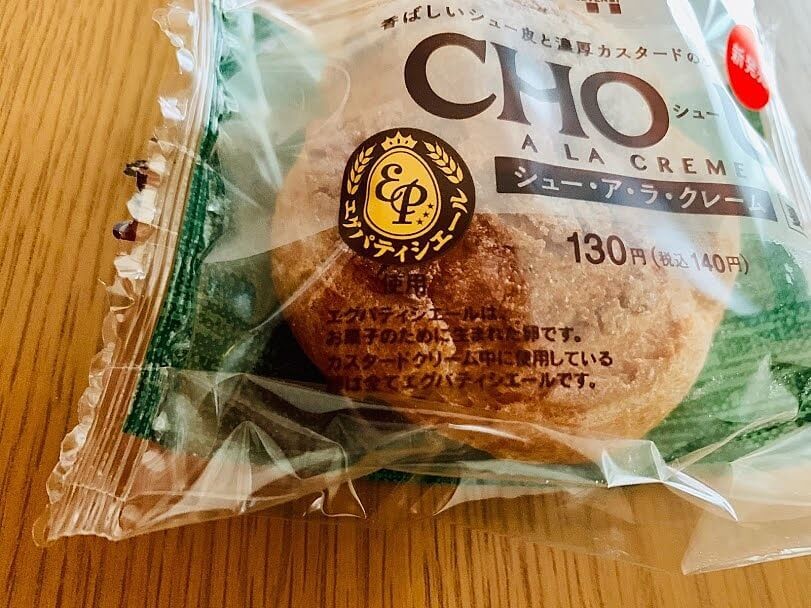 香ばしいシュー皮と濃厚カスタードの
CHO
シュー
新発
A LA CREME
シュー・ア・ラ・クレーム
EP
エグパティシエール
使用
130円(税込140円)
エグパティシエールは、
お菓子のために生まれた卵です。
カスタードクリーム中に使用している
は全てエグパティシエールです。